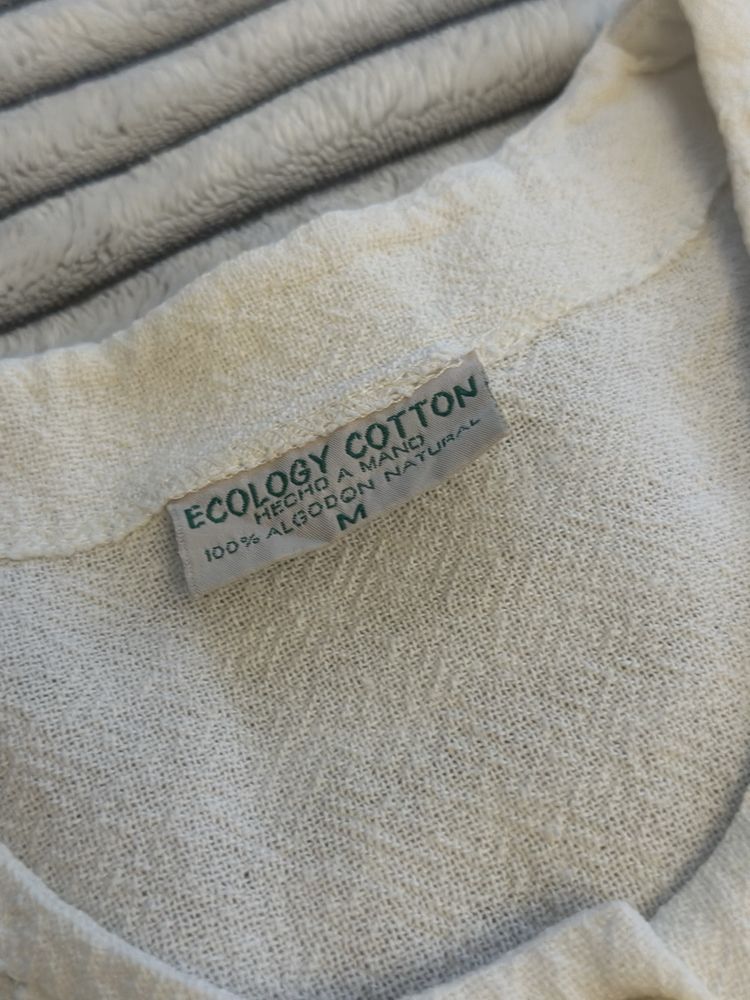 ECOLOGY COTTON
HECHO A MANO
100% ALGODON NATURAL
M